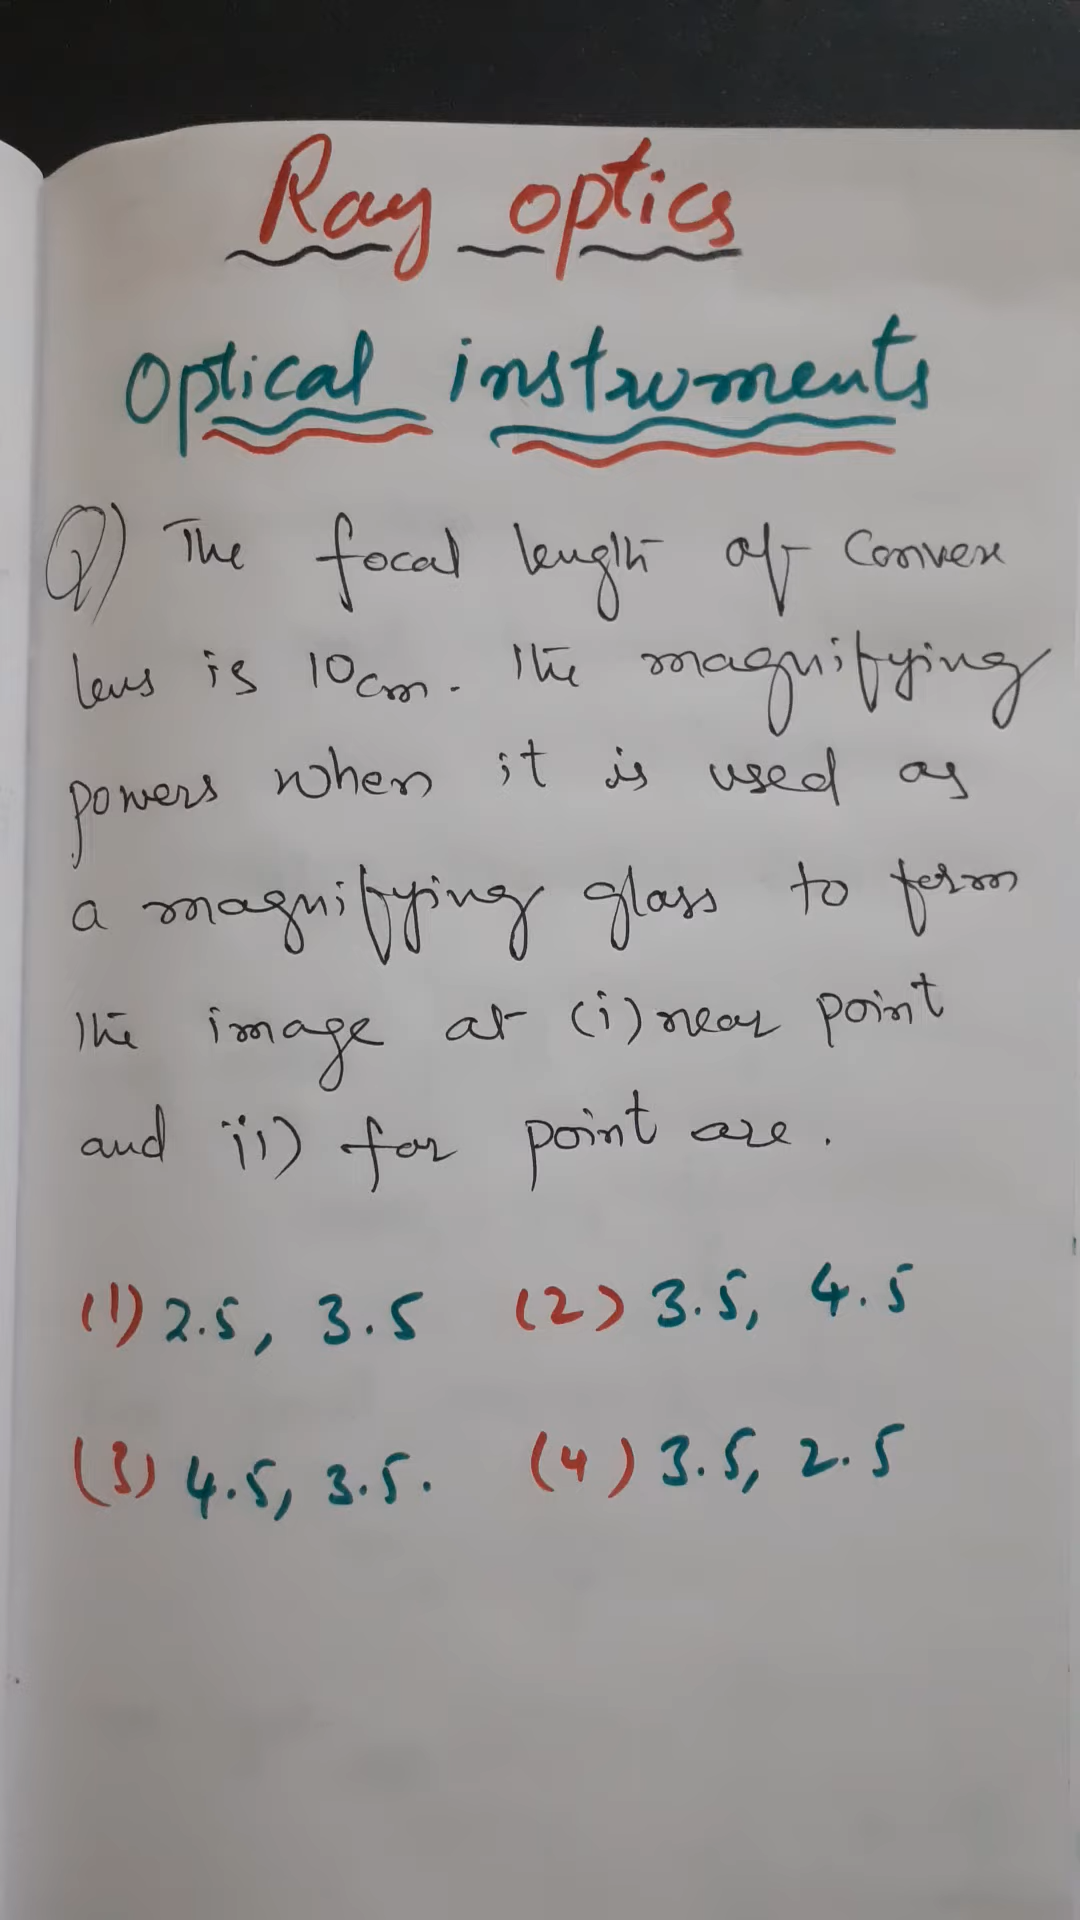 Ray optics
Optical instruments
Q) The focal length of convex
lens is 10cm. The magnifying
powers when it is used as
a magnifying glass to form
the image at (i) near point
and ii) far point are.
(1) 2.5, 3.5 (2) 3.5, 4.5
(3) 4.5, 3.5. (4) 3.5, 2.5